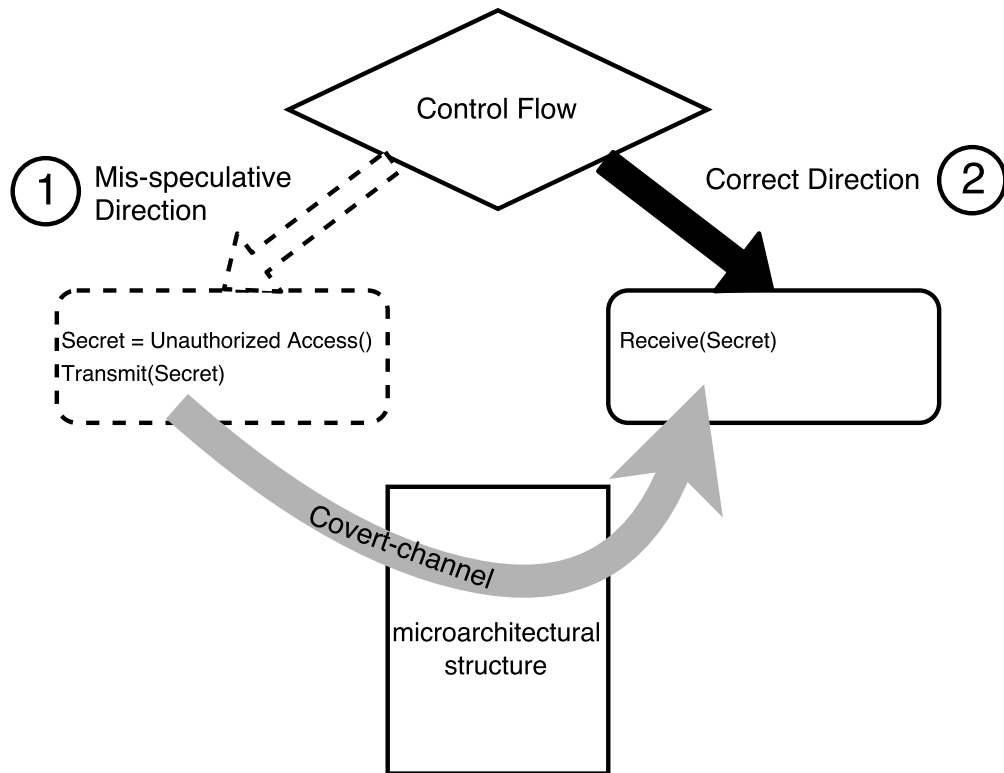 Control Flow
1
Mis-speculative
Direction
Correct Direction
2
Secret = Unauthorized Access()
Transmit(Secret)
Receive(Secret)
Covert-channel
microarchitectural
structure